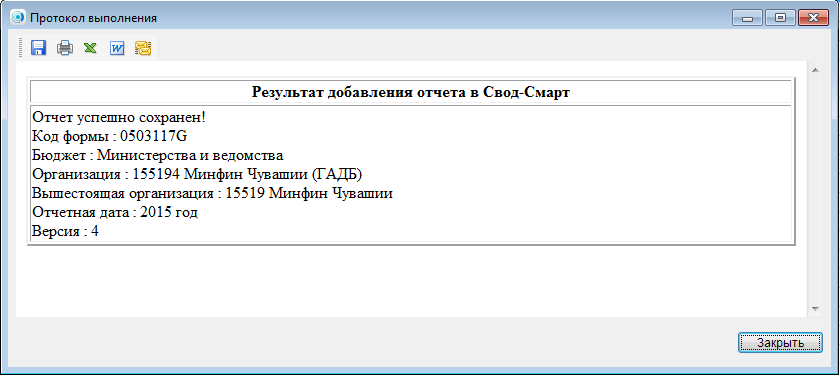 Протокол выполнения
Результат добавления отчета в Свод-Смарт
Отчет успешно сохранен!
Код формы : 0503117G
Бюджет : Министерства и ведомства
Организация : 155194 Минфин Чувашии (ГАДБ)
Вышестоящая организация : 15519 Минфин Чувашии
Отчетная дата : 2015 год
Версия : 4
Закрыть